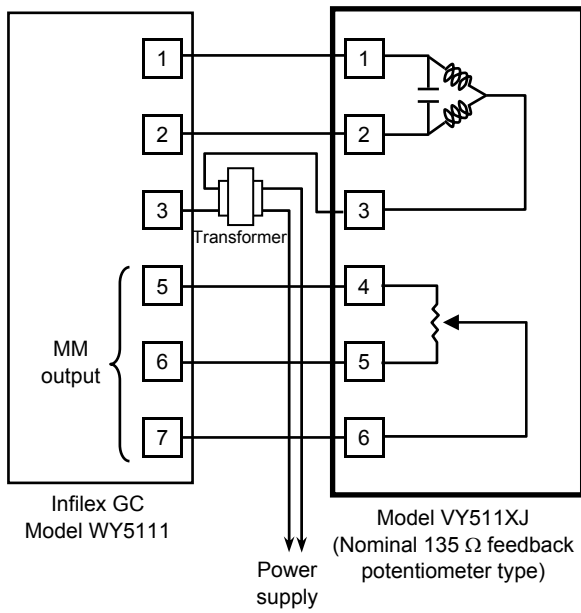 1
1
2
2
3
3
Transformer
5
4
MM
output
6
5
7
6
Infilex GC
Model WY5111
Model VY511XJ
(Nominal 135 Ω feedback
potentiometer type)
Power
supply